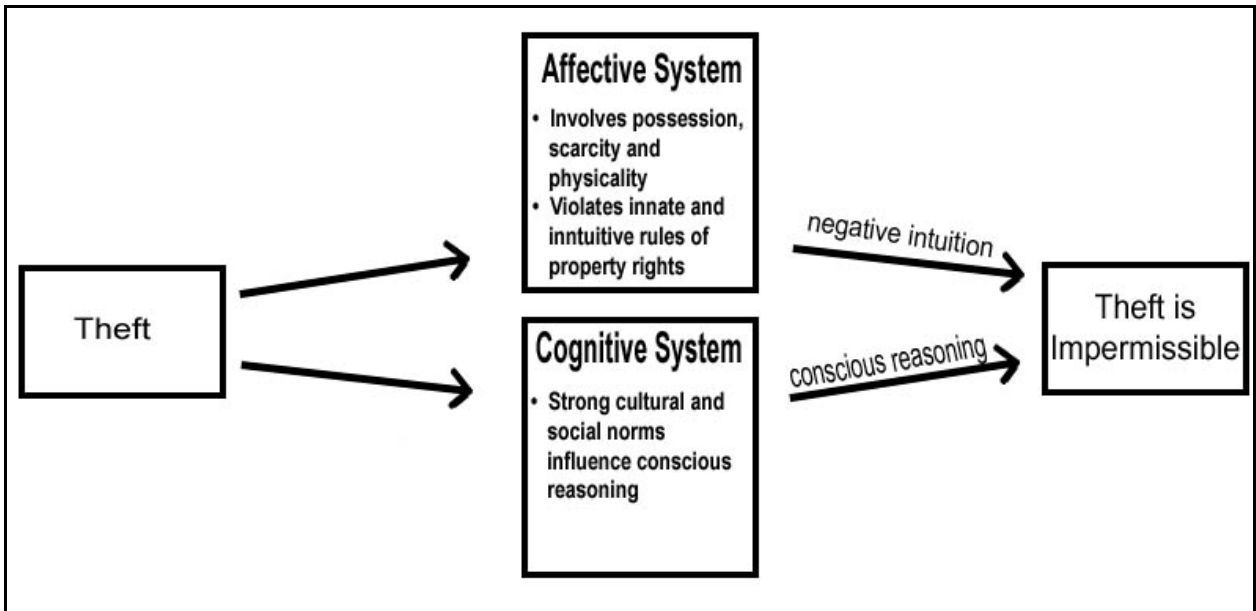 Theft
Affective System
• Involves possession,
scarcity and
physicality
• Violates innate and
inntuitive rules of
property rights
Cognitive System
• Strong cultural and
social norms
influence conscious
reasoning
negative intuition
conscious reasoning
Theft is
Impermissible